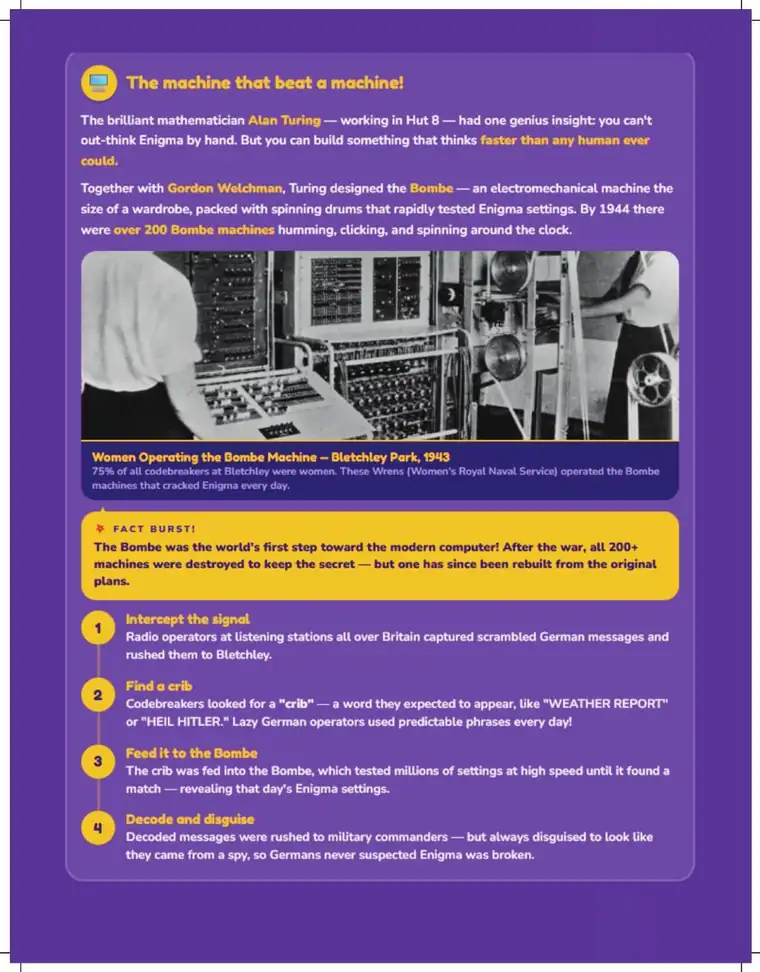 The machine that beat a machine!
The brilliant mathematician Alan Turing — working in Hut 8 — had one genius insight: you can't
out-think Enigma by hand. But you can build something that thinks faster than any human ever
could.
Together with Gordon Welchman, Turing designed the Bombe — an electromechanical machine the
size of a wardrobe, packed with spinning drums that rapidly tested Enigma settings. By 1944 there
were over 200 Bombe machines humming, clicking, and spinning around the clock.
Women Operating the Bombe Machine — Bletchley Park, 1943
75% of all codebreakers at Bletchley were women. These Wrens (Women's Royal Naval Service) operated the Bombe
machines that cracked Enigma every day.
FACT BURST!
The Bombe was the world's first step toward the modern computer! After the war, all 200+
machines were destroyed to keep the secret — but one has since been rebuilt from the original
plans.
1
Intercept the signal
Radio operators at listening stations all over Britain captured scrambled German messages and
rushed them to Bletchley.
2
Find a crib
Codebreakers looked for a "crib" — a word they expected to appear, like "WEATHER REPORT"
or "HEIL HITLER." Lazy German operators used predictable phrases every day!
3
Feed it to the Bombe
The crib was fed into the Bombe, which tested millions of settings at high speed until it found a
match — revealing that day's Enigma settings.
4
Decode and disguise
Decoded messages were rushed to military commanders — but always disguised to look like
they came from a spy, so Germans never suspected Enigma was broken.